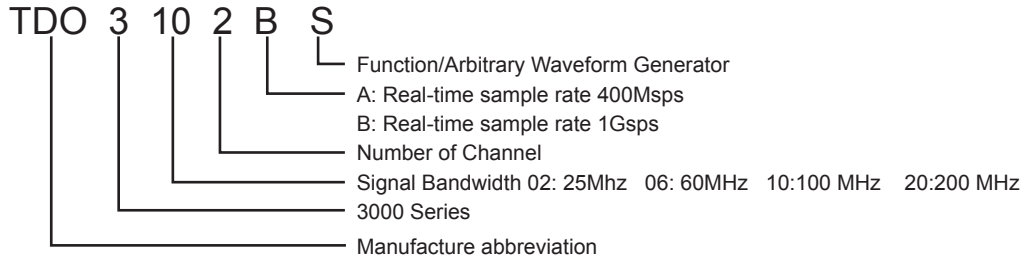 TDO 3 10 2 B S
Function/Arbitrary Waveform Generator
A: Real-time sample rate 400Msps
B: Real-time sample rate 1Gsps
Number of Channel
Signal Bandwidth 02: 25Mhz 06: 60MHz 10:100 MHz 20:200 MHz
3000 Series
Manufacture abbreviation